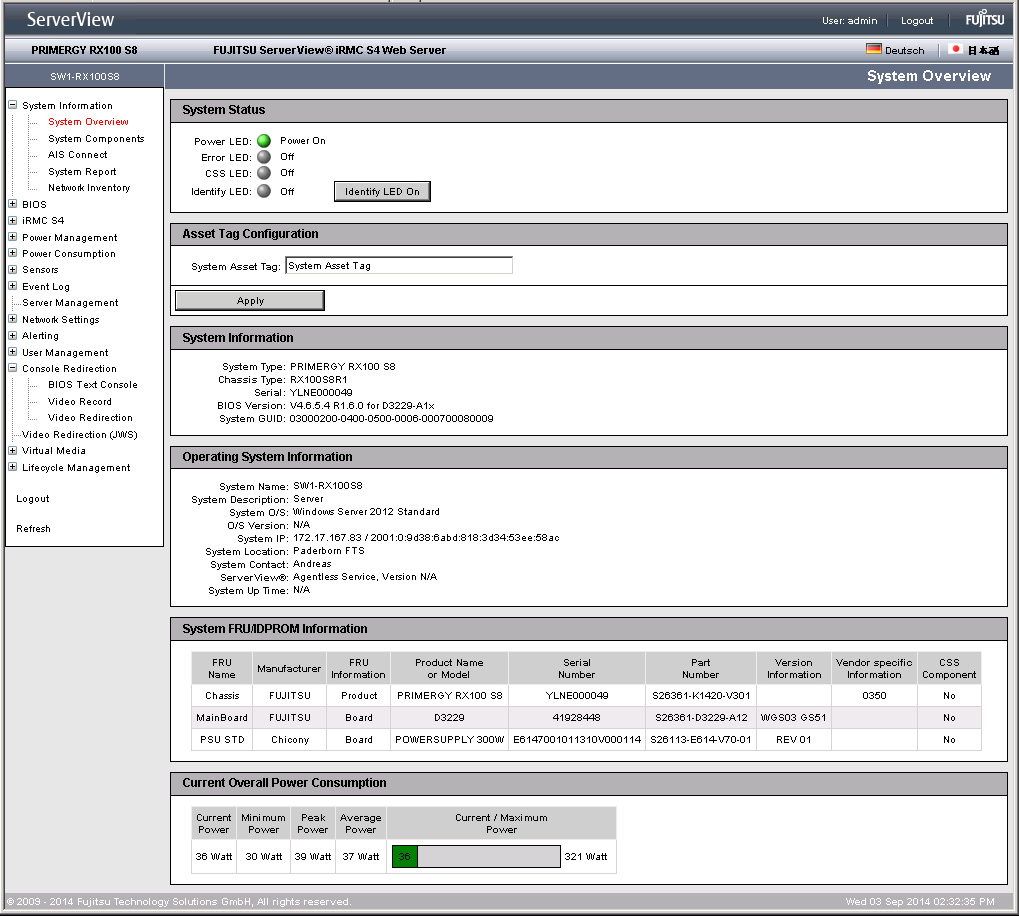 ServerView
User: admin
Logout
FUJITSU
PRIMERGY RX100 S8
FUJITSU ServerView® iRMC S4 Web Server
Deutsch
日本語
SW1-RX100S8
System Overview
System Information
System Overview
System Components
AIS Connect
System Report
Network Inventory
BIOS
iRMC S4
Power Management
Power Consumption
Sensors
Event Log
Server Management
Network Settings
Alerting
User Management
Console Redirection
BIOS Text Console
Video Record
Video Redirection
Video Redirection (JWS)
Virtual Media
Lifecycle Management
Logout
Refresh
System Status
Power LED: Power On
Error LED: Off
CSS LED: Off
Identify LED: Off Identify LED On
Asset Tag Configuration
System Asset Tag: System Asset Tag
Apply
System Information
System Type: PRIMERGY RX100 S8
Chassis Type: RX100S8R1
Serial: YLNE000049
BIOS Version: V4.6.5.4 R1.6.0 for D3229-A1x
System GUID: 03000200-0400-0500-0006-000700080009
Operating System Information
System Name: SW1-RX100S8
System Description: Server
System O/S: Windows Server 2012 Standard
O/S Version: N/A
System IP: 172.17.167.83 / 2001:0:9d38:6abd:818:3d34:53ee:58ac
System Location: Paderborn FTS
System Contact: Andreas
ServerView®: Agentless Service, Version N/A
System Up Time: N/A
System FRU/IDPROM Information
FRU Name Manufacturer FRU Information Product Name or Model Serial Number Part Number Version Information Vendor specific Information CSS Component
Chassis FUJITSU Product PRIMERGY RX100 S8 YLNE000049 S26361-K1420-V301 0350 No
MainBoard FUJITSU Board D3229 41928448 S26361-D3229-A12 WGS03 GS51 No
PSU STD Chicony Board POWERSUPPLY 300W E6147001011310V000114 S26113-E614-V70-01 REV 01 No
Current Overall Power Consumption
Current Power Minimum Power Peak Power Average Power Current / Maximum Power
36 Watt 30 Watt 39 Watt 37 Watt 36 321 Watt
© 2009 - 2014 Fujitsu Technology Solutions GmbH, All rights reserved.
Wed 03 Sep 2014 02:32:35 PM